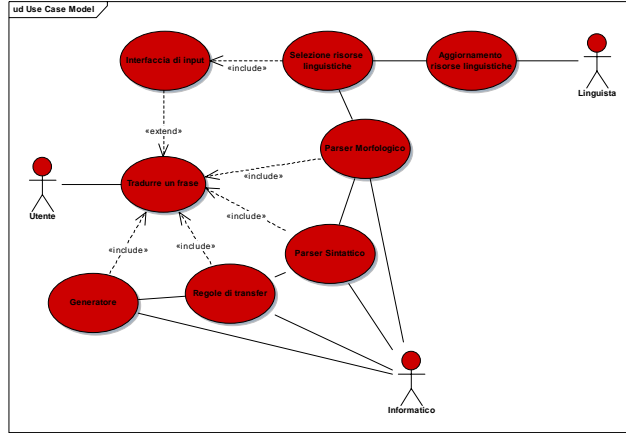 ud Use Case Model
Interfaccia di input
Selezione risorse
linguistiche
Aggiornamento
risorse linguistiche
Linguista
«include»
«extend»
Parser Morfologico
«include»
Tradurre un frase
Utente
«include»
«include»
«include»
Parser Sintattico
Generatore
Regole di transfer
Informatico